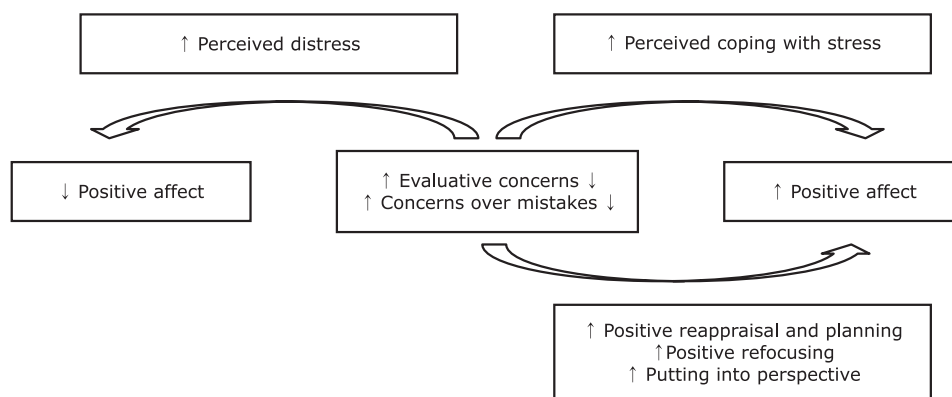 ↑ Perceived distress
↑ Perceived coping with stress
↓ Positive affect
↑ Evaluative concerns ↓
↑ Concerns over mistakes ↓
↑ Positive affect
↑ Positive reappraisal and planning
↑Positive refocusing
↑ Putting into perspective